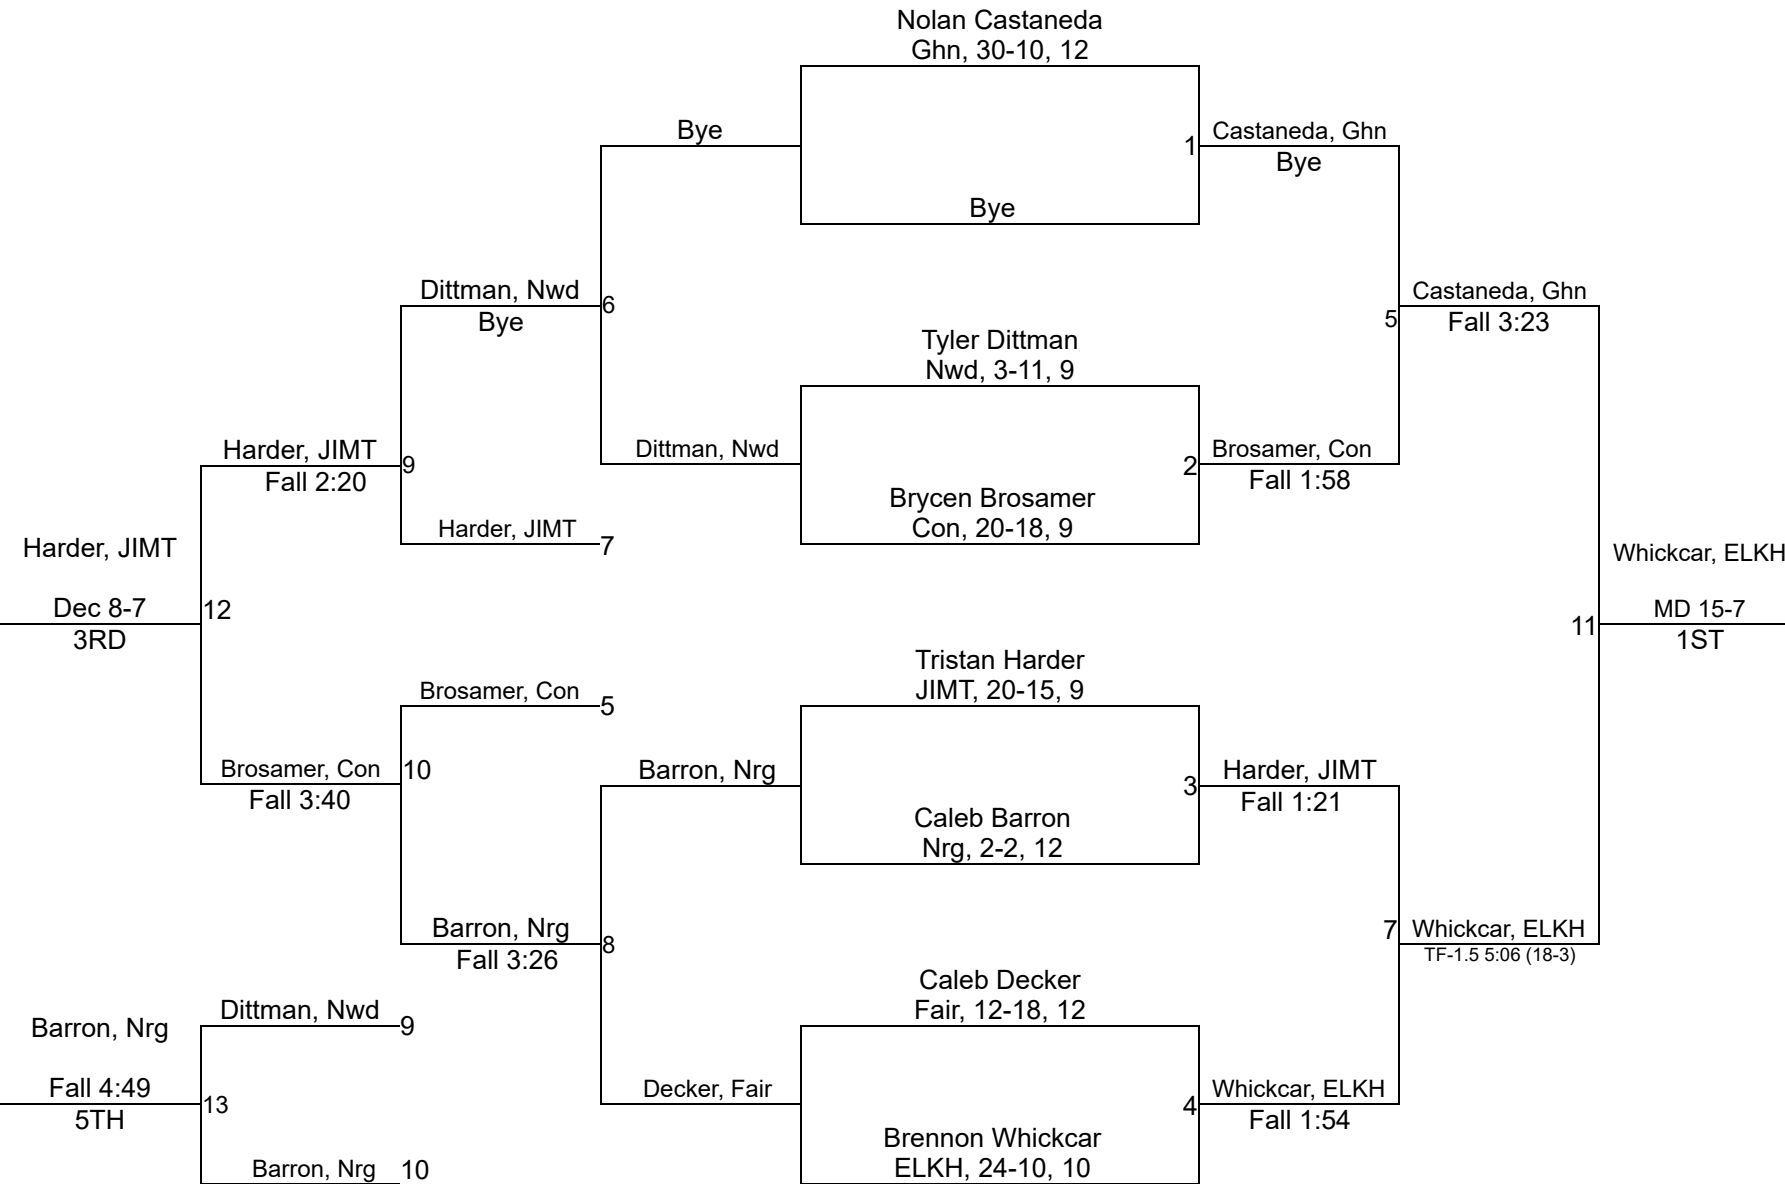 Nolan Castaneda
Ghn, 30-10, 12
Bye
1
Castaneda, Ghn
Bye
Bye
Dittman, Nwd
Bye
6
Castaneda, Ghn
Fall 3:23
5
Tyler Dittman
Nwd, 3-11, 9
Harder, JIMT
Fall 2:20
9
Dittman, Nwd
2
Brosamer, Con
Fall 1:58
Brycen Brosamer
Con, 20-18, 9
Harder, JIMT
7
Harder, JIMT
Dec 8-7
3RD
12
Whickcar, ELKH
MD 15-7
1ST
11
Tristan Harder
JIMT, 20-15, 9
Brosamer, Con
5
Brosamer, Con
Fall 3:40
10
Barron, Nrg
3
Harder, JIMT
Fall 1:21
Caleb Barron
Nrg, 2-2, 12
Barron, Nrg
Fall 3:26
8
7
Whickcar, ELKH
TF-1.5 5:06 (18-3)
Caleb Decker
Fair, 12-18, 12
Dittman, Nwd
9
Barron, Nrg
Fall 4:49
5TH
13
Decker, Fair
4
Whickcar, ELKH
Fall 1:54
Brennon Whickcar
ELKH, 24-10, 10
Barron, Nrg
10